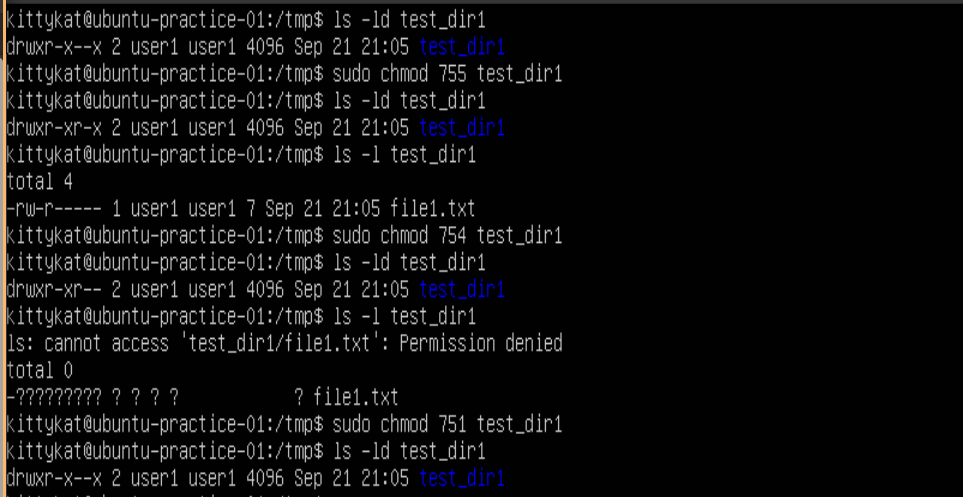 kittykat@ubuntu-practice-01:/tmp$ ls -ld test_dir1
drwxr-x--x 2 user1 user1 4096 Sep 21 21:05 test_dir1
kittykat@ubuntu-practice-01:/tmp$ sudo chmod 755 test_dir1
kittykat@ubuntu-practice-01:/tmp$ ls -ld test_dir1
drwxr-xr-x 2 user1 user1 4096 Sep 21 21:05 test_dir1
kittykat@ubuntu-practice-01:/tmp$ ls -l test_dir1
total 4
-rw-r----- 1 user1 user1 7 Sep 21 21:05 file1.txt
kittykat@ubuntu-practice-01:/tmp$ sudo chmod 754 test_dir1
kittykat@ubuntu-practice-01:/tmp$ ls -ld test_dir1
drwxr-xr-- 2 user1 user1 4096 Sep 21 21:05 test_dir1
kittykat@ubuntu-practice-01:/tmp$ ls -l test_dir1
ls: cannot access 'test_dir1/file1.txt': Permission denied
total 0
-????????? ? ? ? ?            ? file1.txt
kittykat@ubuntu-practice-01:/tmp$ sudo chmod 751 test_dir1
kittykat@ubuntu-practice-01:/tmp$ ls -ld test_dir1
drwxr-x--x 2 user1 user1 4096 Sep 21 21:05 test_dir1